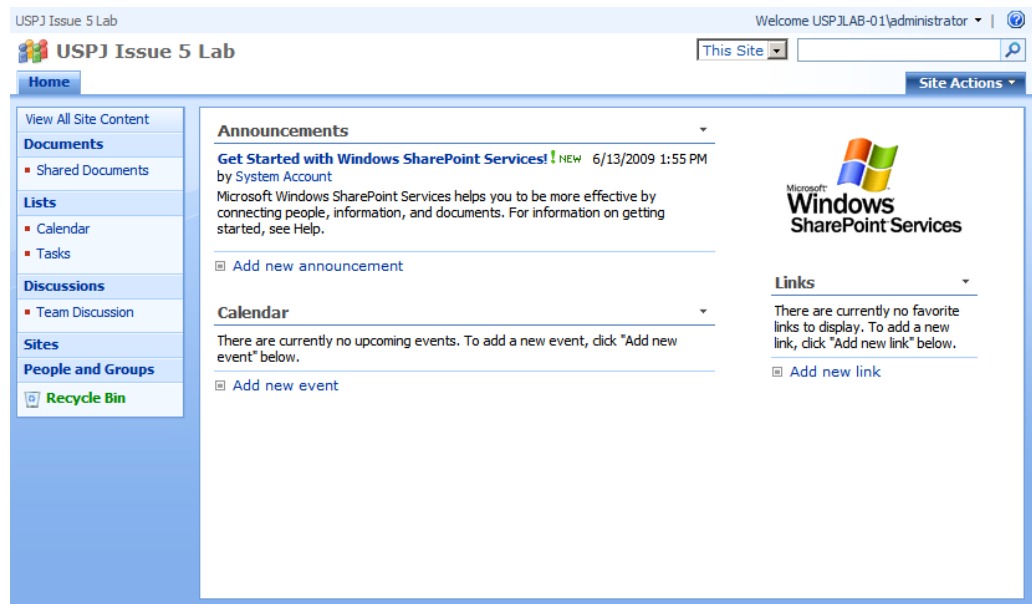 USPJ Issue 5 Lab
Welcome USPJLAB-01\administrator
USPJ Issue 5 Lab
This Site
Home
Site Actions
View All Site Content
Documents
Shared Documents
Lists
Calendar
Tasks
Discussions
Team Discussion
Sites
People and Groups
Recycle Bin
Announcements
Get Started with Windows SharePoint Services! NEW 6/13/2009 1:55 PM
by System Account
Microsoft Windows SharePoint Services helps you to be more effective by
connecting people, information, and documents. For information on getting
started, see Help.
Add new announcement
Calendar
There are currently no upcoming events. To add a new event, click "Add new
event" below.
Add new event
Microsoft
Windows
SharePoint Services
Links
There are currently no favorite
links to display. To add a new
link, click "Add new link" below.
Add new link